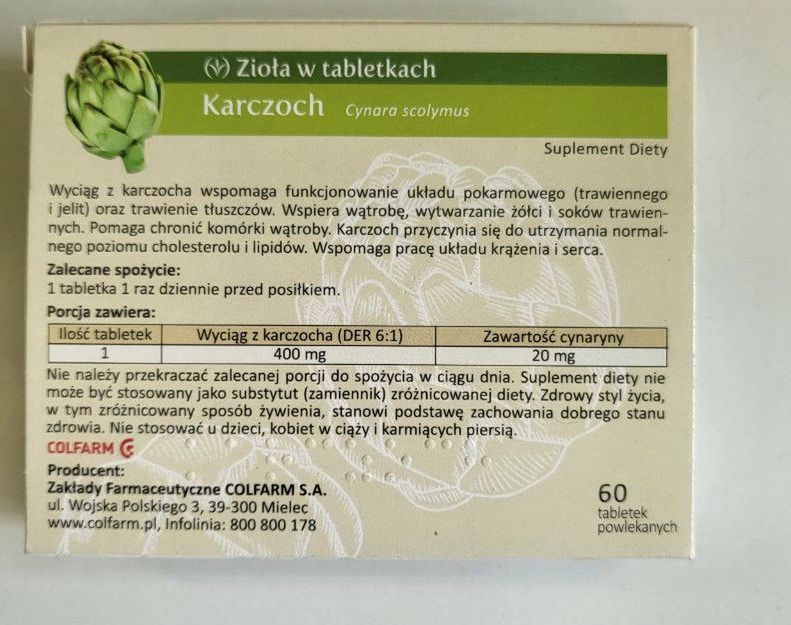 Zioła w tabletkach
Karczoch Cynara scolymus
Suplement Diety
Wyciąg z karczocha wspomaga funkcjonowanie układu pokarmowego (trawiennego
i jelit) oraz trawienie tłuszczów. Wspiera wątrobę, wytwarzanie żółci i soków trawien-
nych. Pomaga chronić komórki wątroby. Karczoch przyczynia się do utrzymania normal-
nego poziomu cholesterolu i lipidów. Wspomaga pracę układu krążenia i serca.
Zalecane spożycie:
1 tabletka 1 raz dziennie przed posiłkiem.
Porcja zawiera:
Ilość tabletek Wyciąg z karczocha (DER 6:1) Zawartość cynaryny
1 400 mg 20 mg
Nie należy przekraczać zalecanej porcji do spożycia w ciągu dnia. Suplement diety nie
może być stosowany jako substytut (zamiennik) zróżnicowanej diety. Zdrowy styl życia,
w tym zróżnicowany sposób żywienia, stanowi podstawę zachowania dobrego stanu
zdrowia. Nie stosować u dzieci, kobiet w ciąży i karmiących piersią.
COLFARM
Producent:
Zakłady Farmaceutyczne COLFARM S.A.
ul. Wojska Polskiego 3, 39-300 Mielec
www.colfarm.pl, Infolinia: 800 800 178
60
tabletek
powlekanych